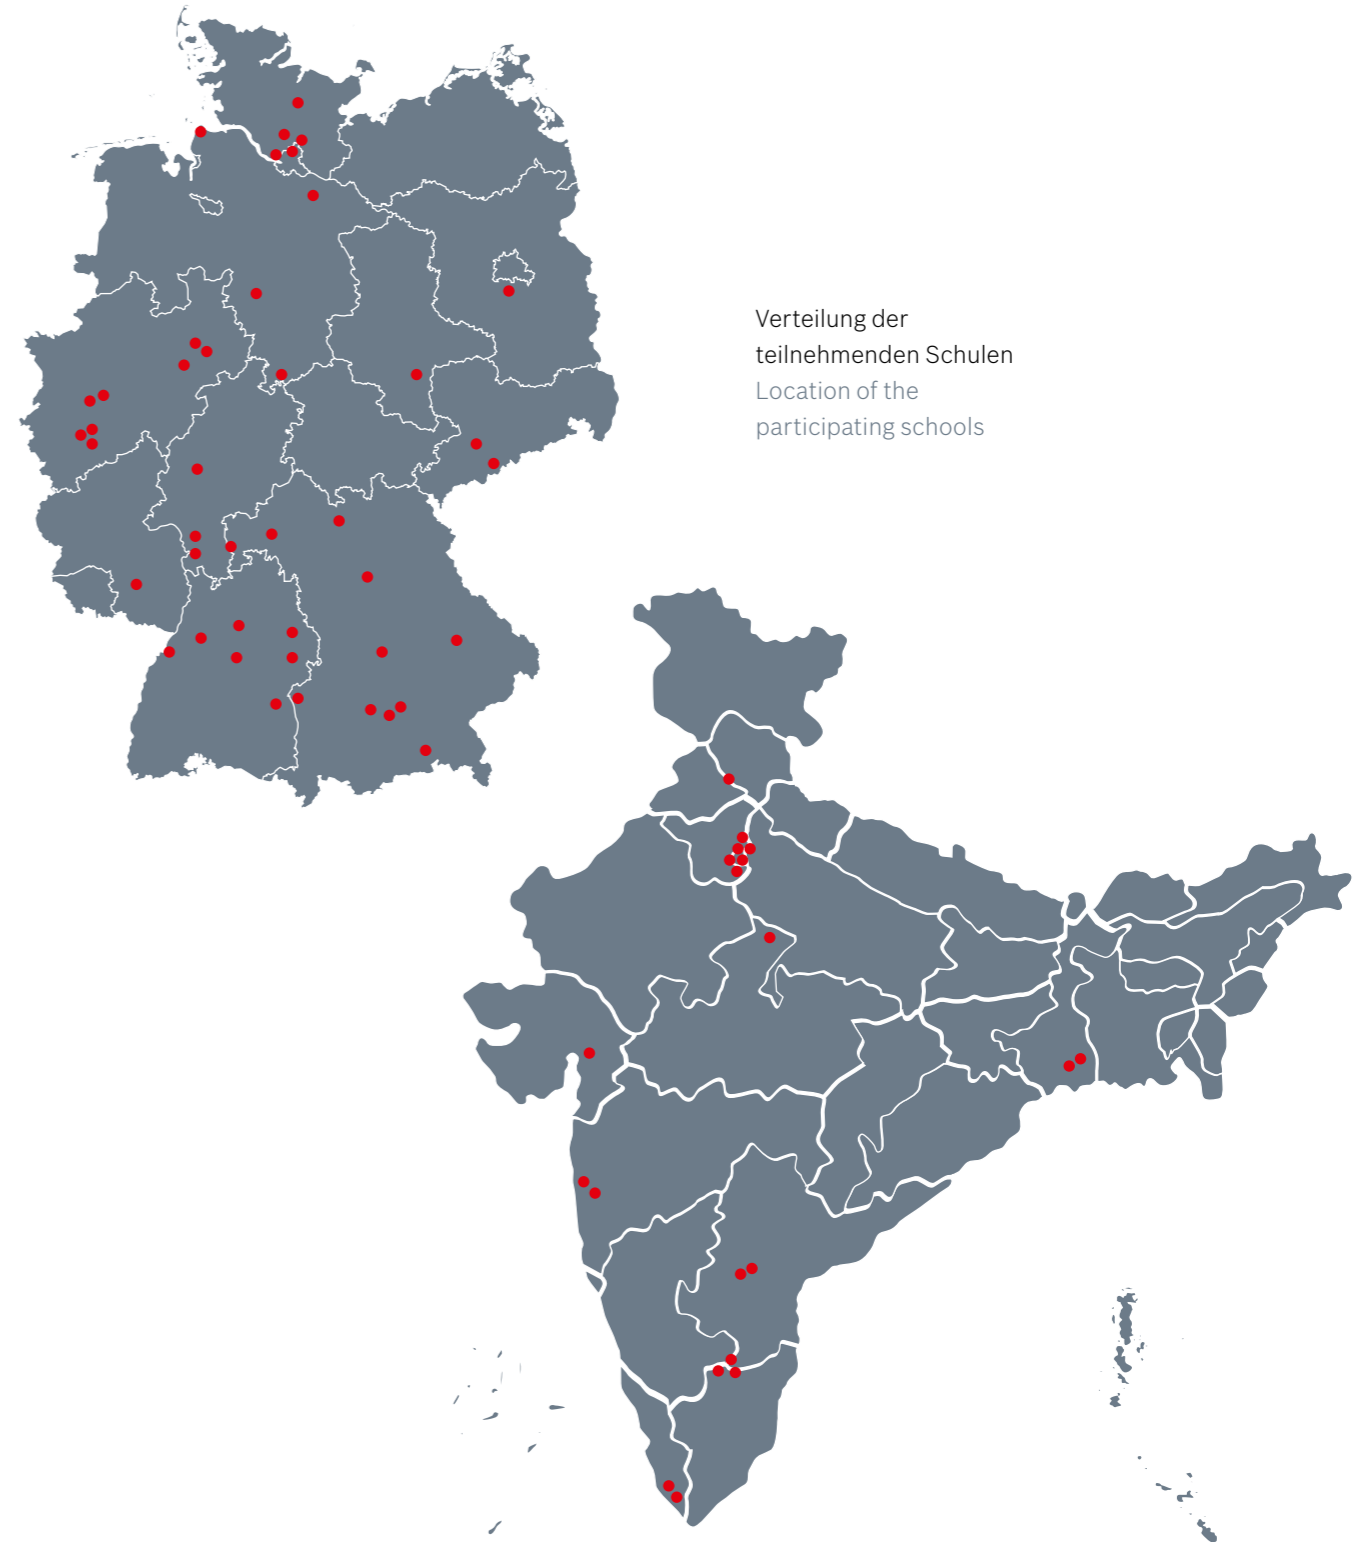 Verteilung der
teilnehmenden Schulen
Location of the
participating schools